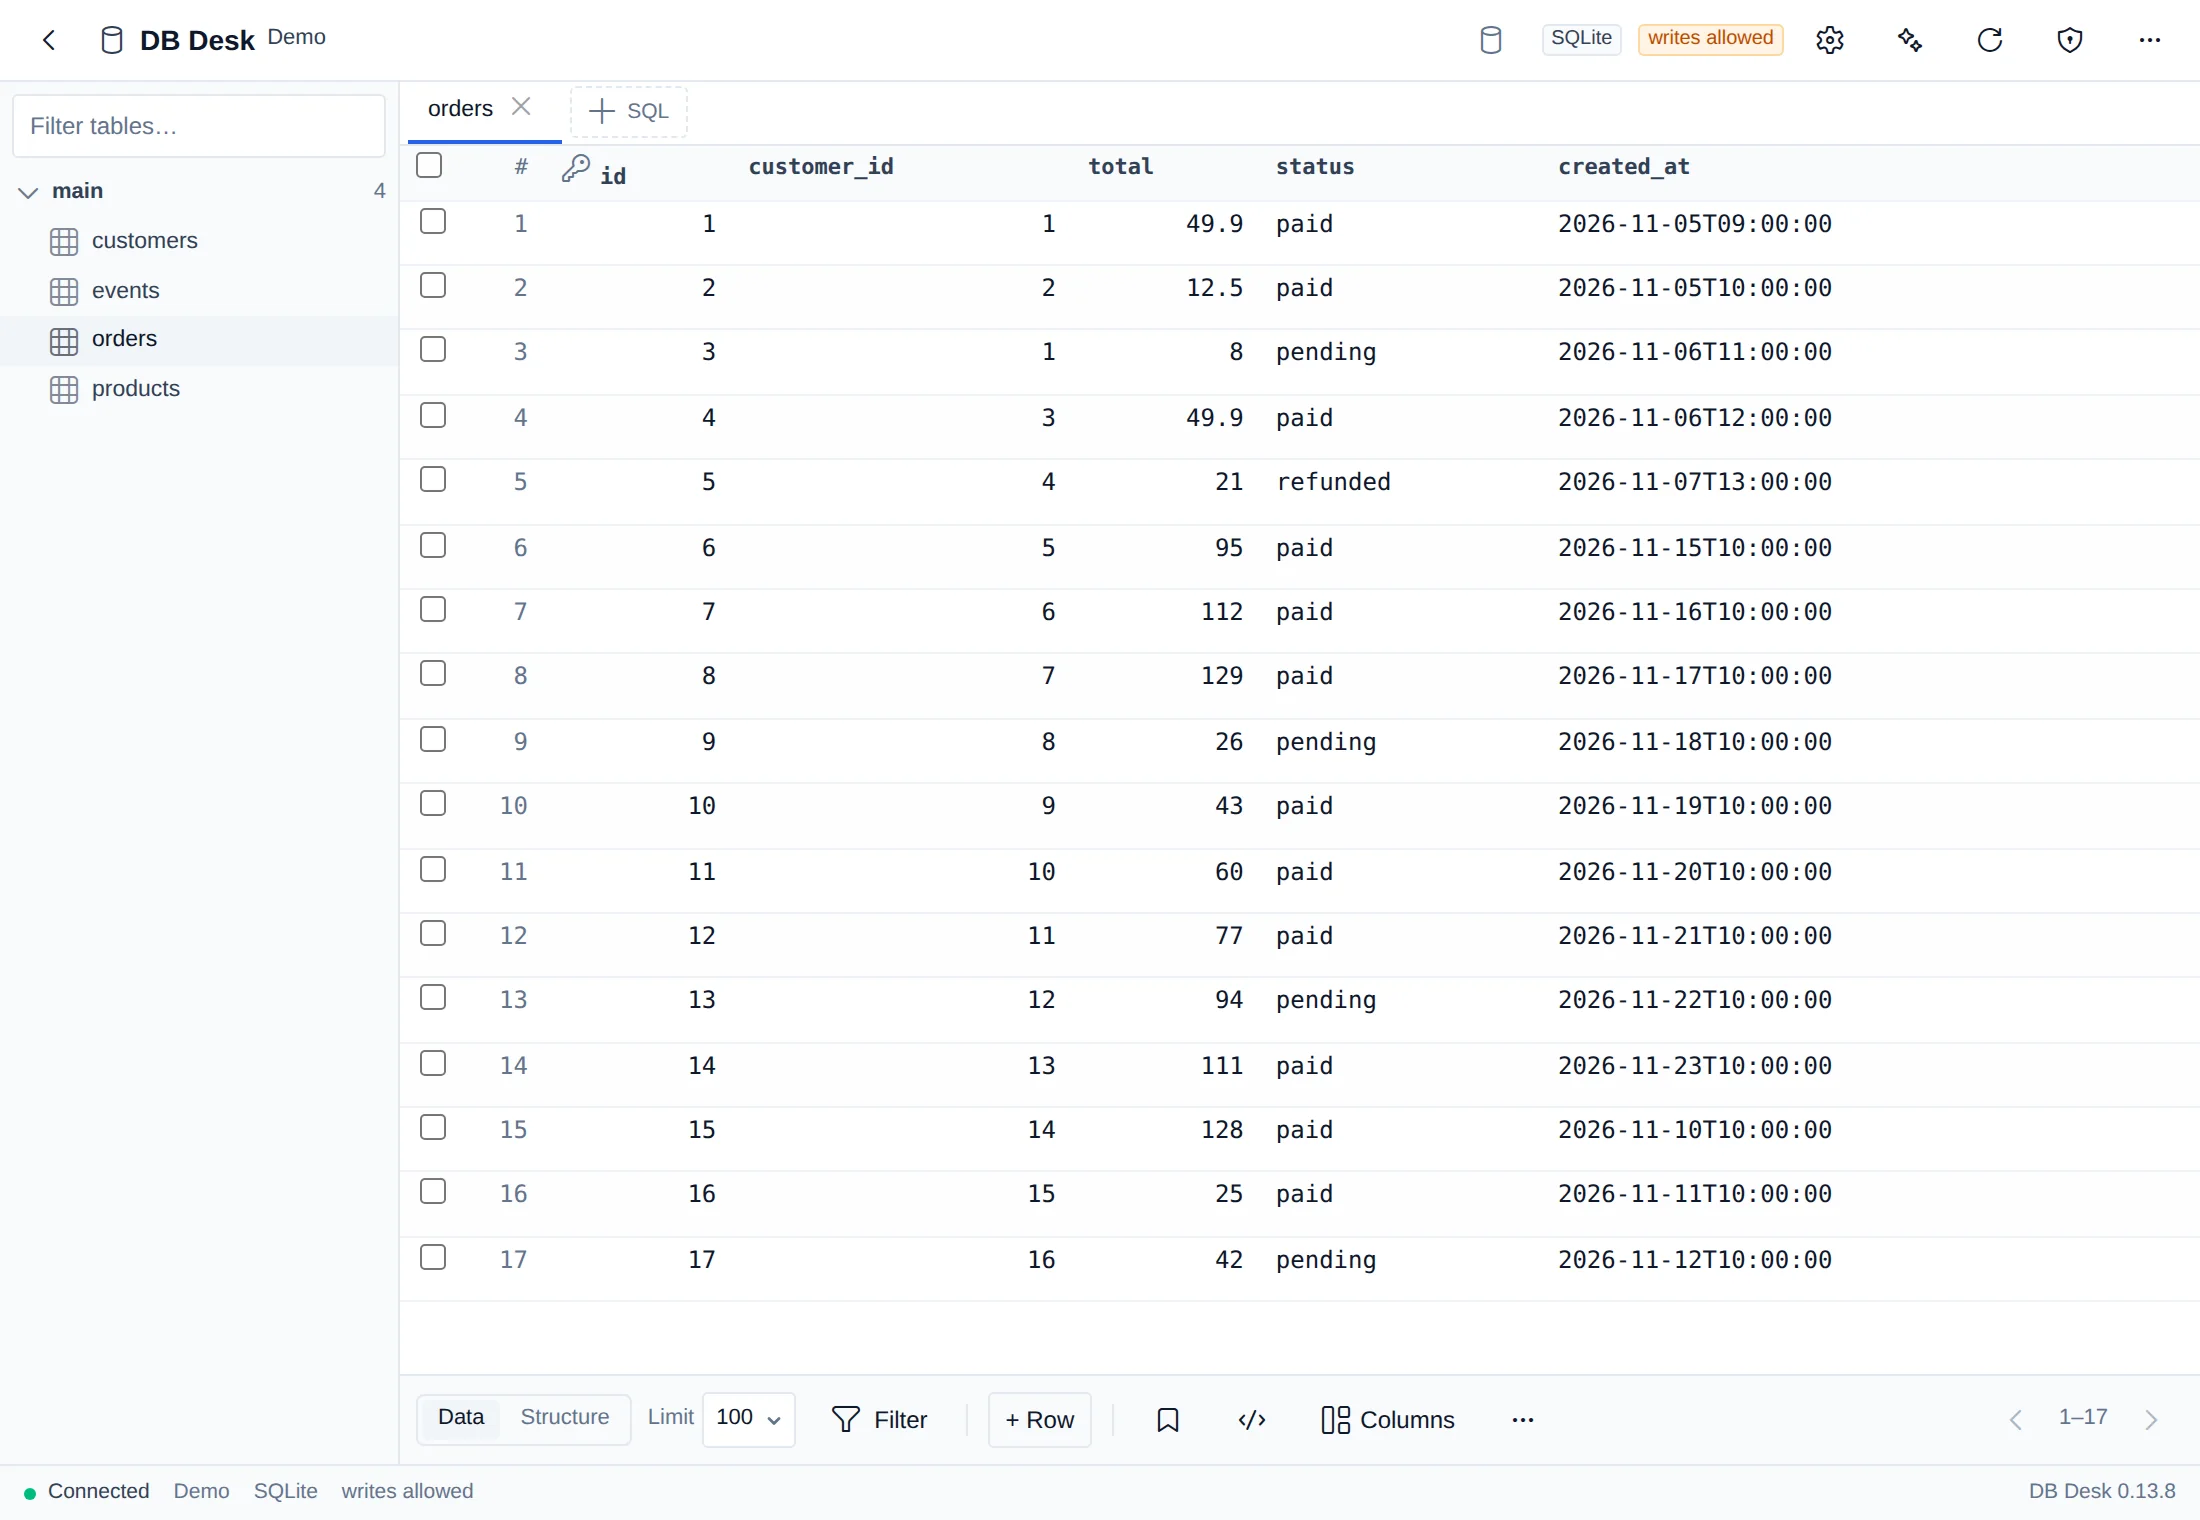 DB Desk Demo SQLite writes allowed
Filter tables…
main 4
customers
events
orders
products
orders + SQL
# id customer_id total status created_at
1 1 1 49.9 paid 2026-11-05T09:00:00
2 2 2 12.5 paid 2026-11-05T10:00:00
3 3 1 8 pending 2026-11-06T11:00:00
4 4 3 49.9 paid 2026-11-06T12:00:00
5 5 4 21 refunded 2026-11-07T13:00:00
6 6 5 95 paid 2026-11-15T10:00:00
7 7 6 112 paid 2026-11-16T10:00:00
8 8 7 129 paid 2026-11-17T10:00:00
9 9 8 26 pending 2026-11-18T10:00:00
10 10 9 43 paid 2026-11-19T10:00:00
11 11 10 60 paid 2026-11-20T10:00:00
12 12 11 77 paid 2026-11-21T10:00:00
13 13 12 94 pending 2026-11-22T10:00:00
14 14 13 111 paid 2026-11-23T10:00:00
15 15 14 128 paid 2026-11-10T10:00:00
16 16 15 25 paid 2026-11-11T10:00:00
17 17 16 42 pending 2026-11-12T10:00:00
Data Structure Limit 100 Filter + Row </> Columns 1–17
Connected Demo SQLite writes allowed DB Desk 0.13.8